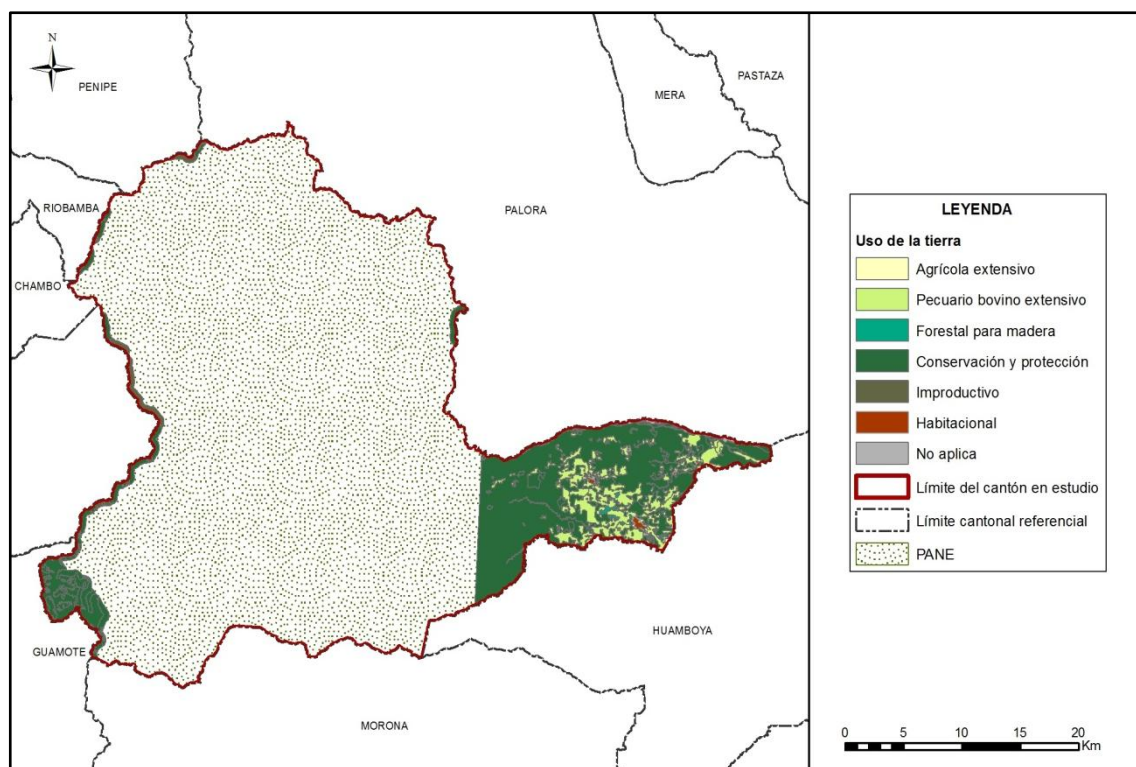 N
PENIPE
PASTAZA
MERA
RIOBAMBA
PALORA
CHAMBO
GUAMOTE
HUAMBOYA
MORONA
LEYENDA
Uso de la tierra
Agrícola extensivo
Pecuario bovino extensivo
Forestal para madera
Conservación y protección
Improductivo
Habitacional
No aplica
Límite del cantón en estudio
Límite cantonal referencial
PANE
0 5 10 15 20
Km